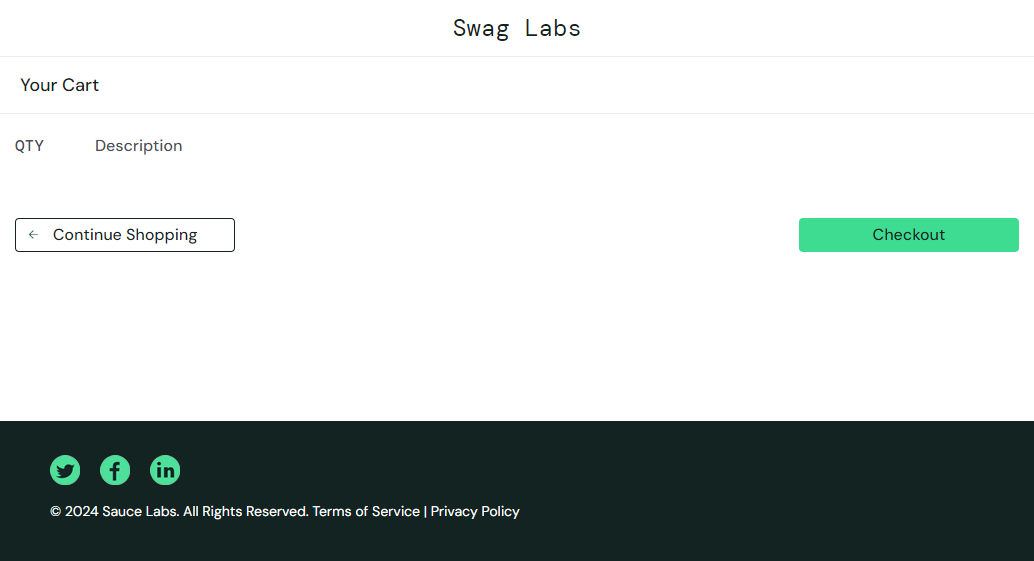 Swag Labs
Your Cart
QTY Description
Continue Shopping Checkout
© 2024 Sauce Labs. All Rights Reserved. Terms of Service | Privacy Policy